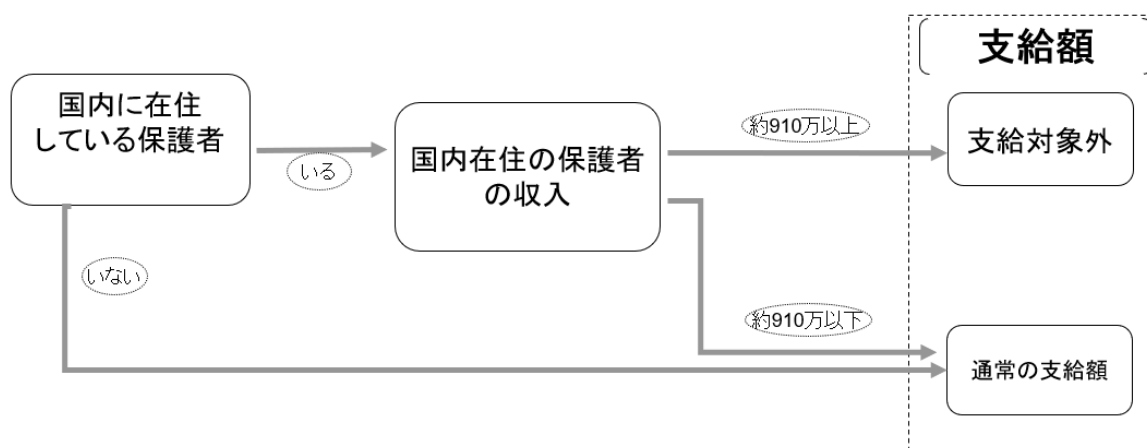 支給額
国内に在住
している保護者
いる
国内在住の保護者
の収入
約910万以上
支給対象外
いない
約910万以下
通常の支給額